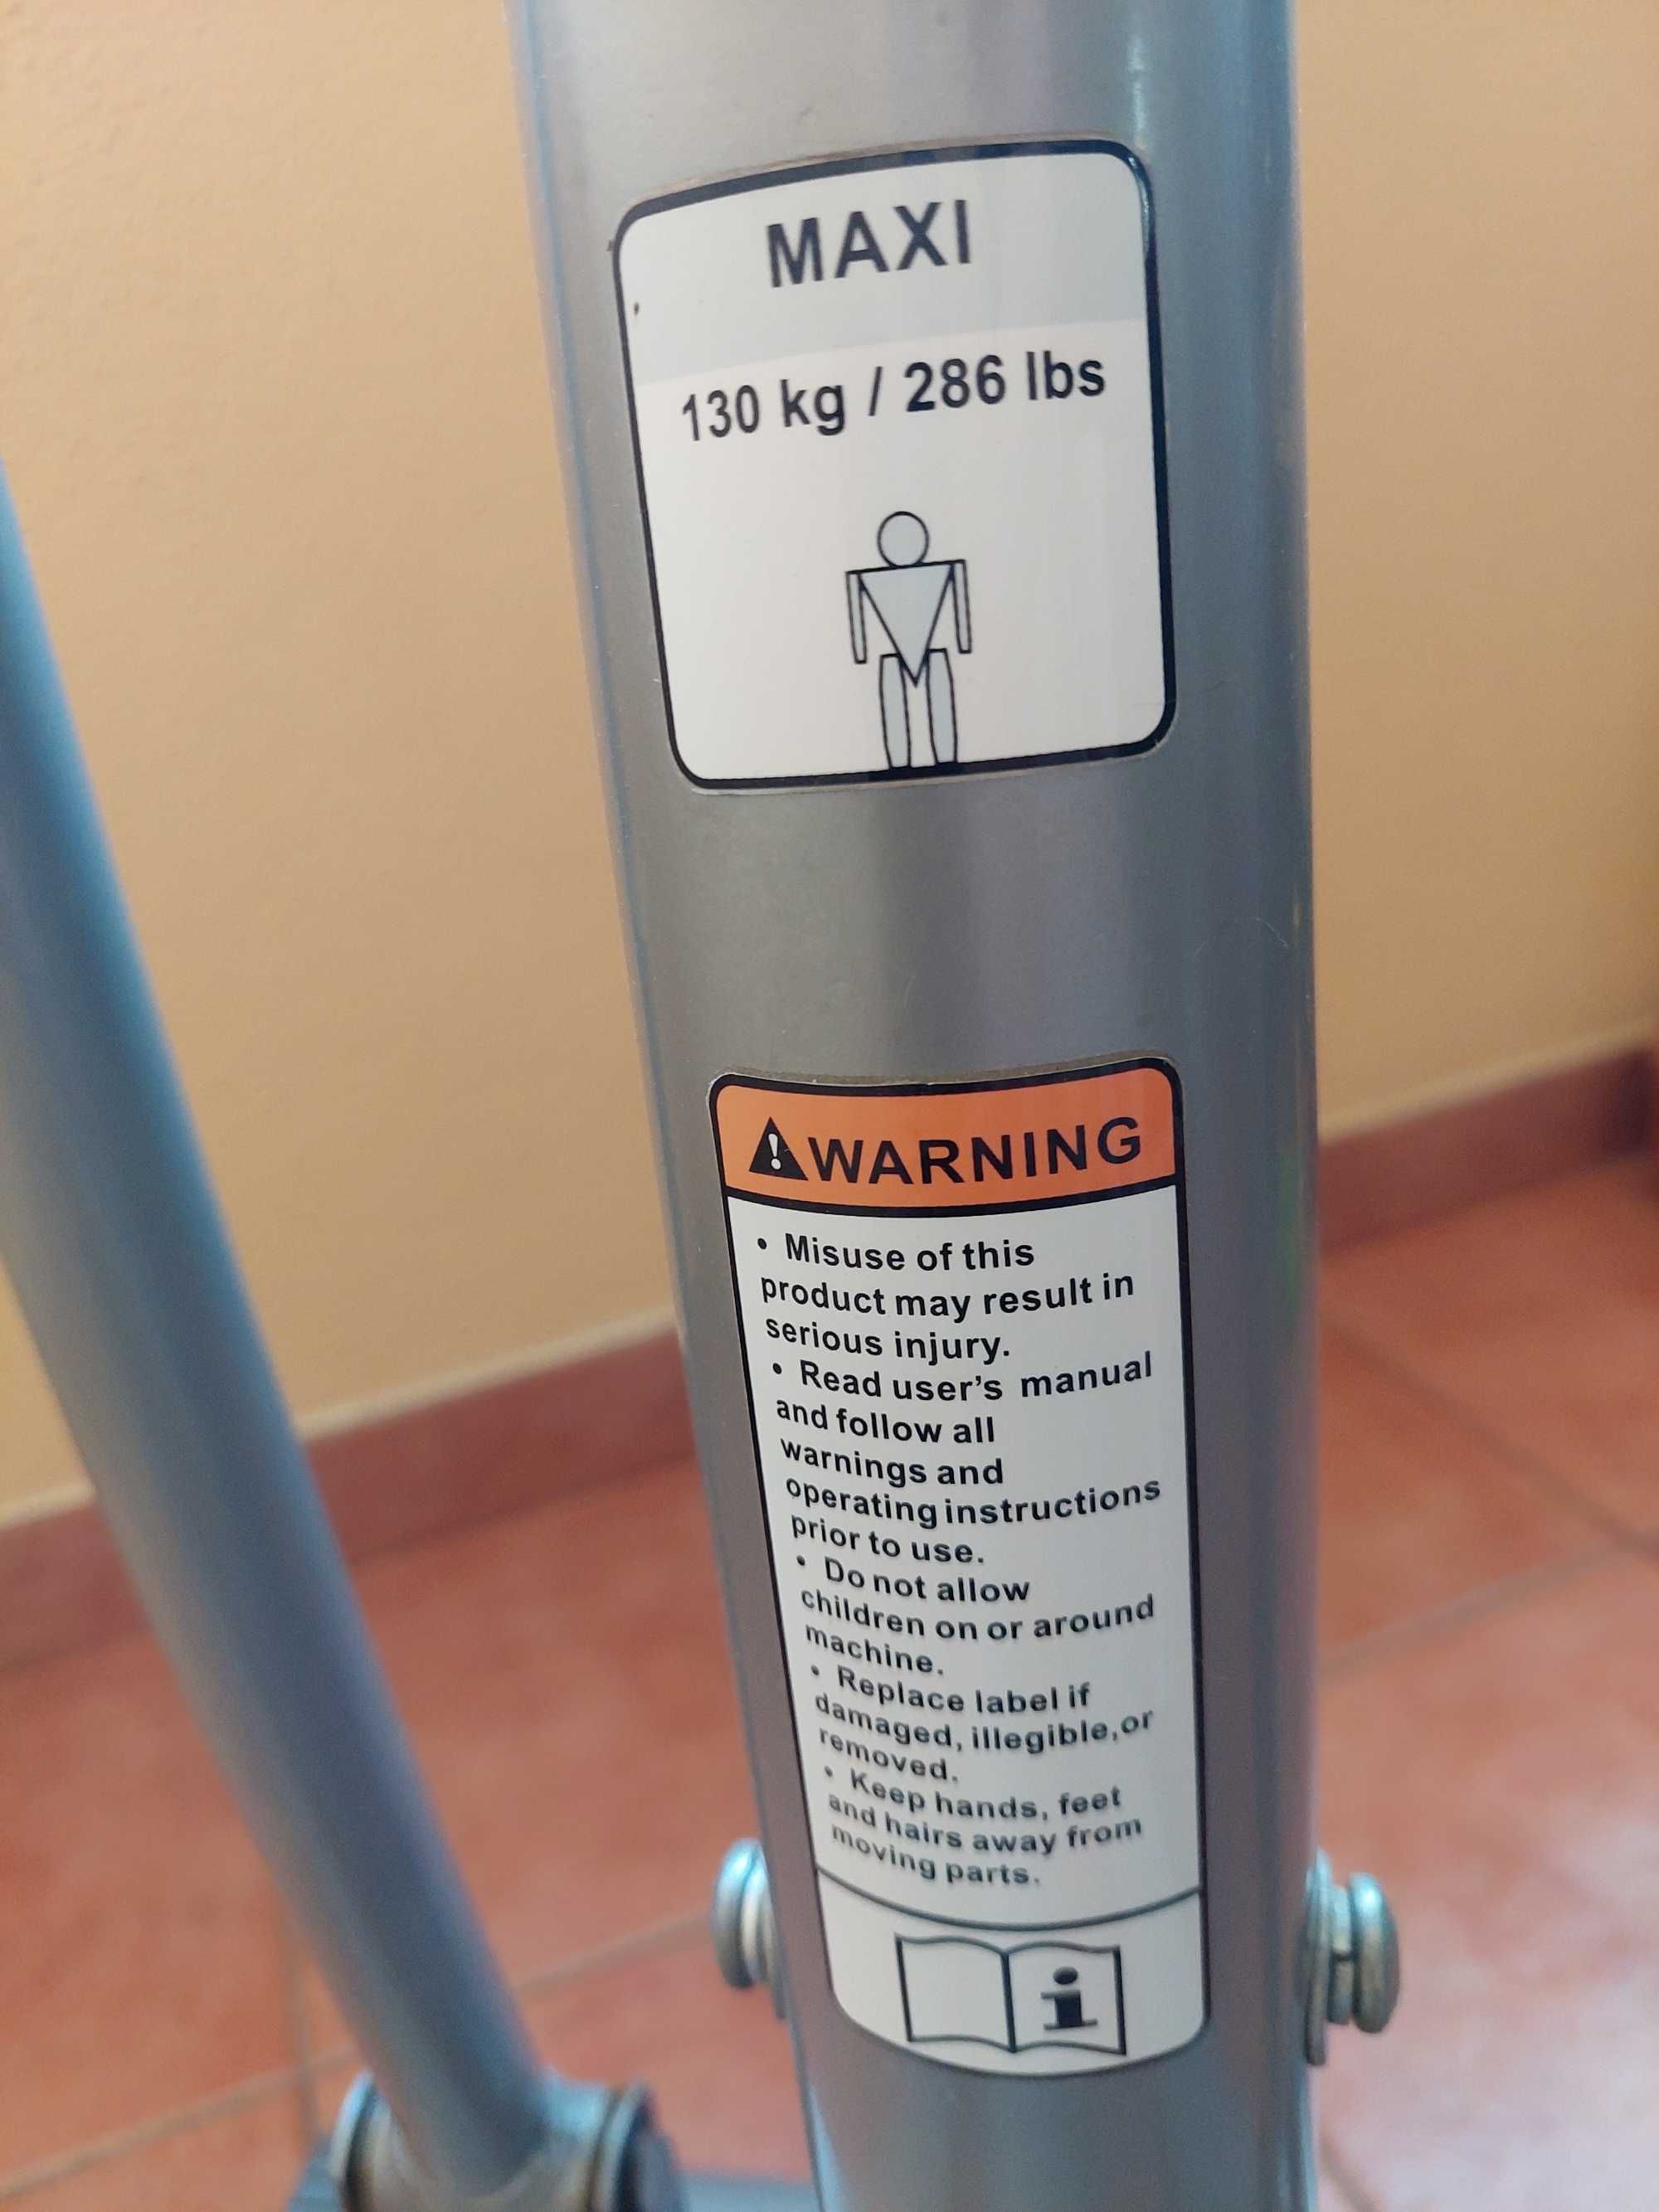 MAXI
130 kg / 286 lbs
WARNING
• Misuse of this
product may result in
serious injury.
• Read user's manual
and follow all
warnings and
operating instructions
prior to use.
• Do not allow
children on or around
machine.
• Replace label if
damaged, illegible,or
removed.
• Keep hands, feet
and hairs away from
moving parts.
i